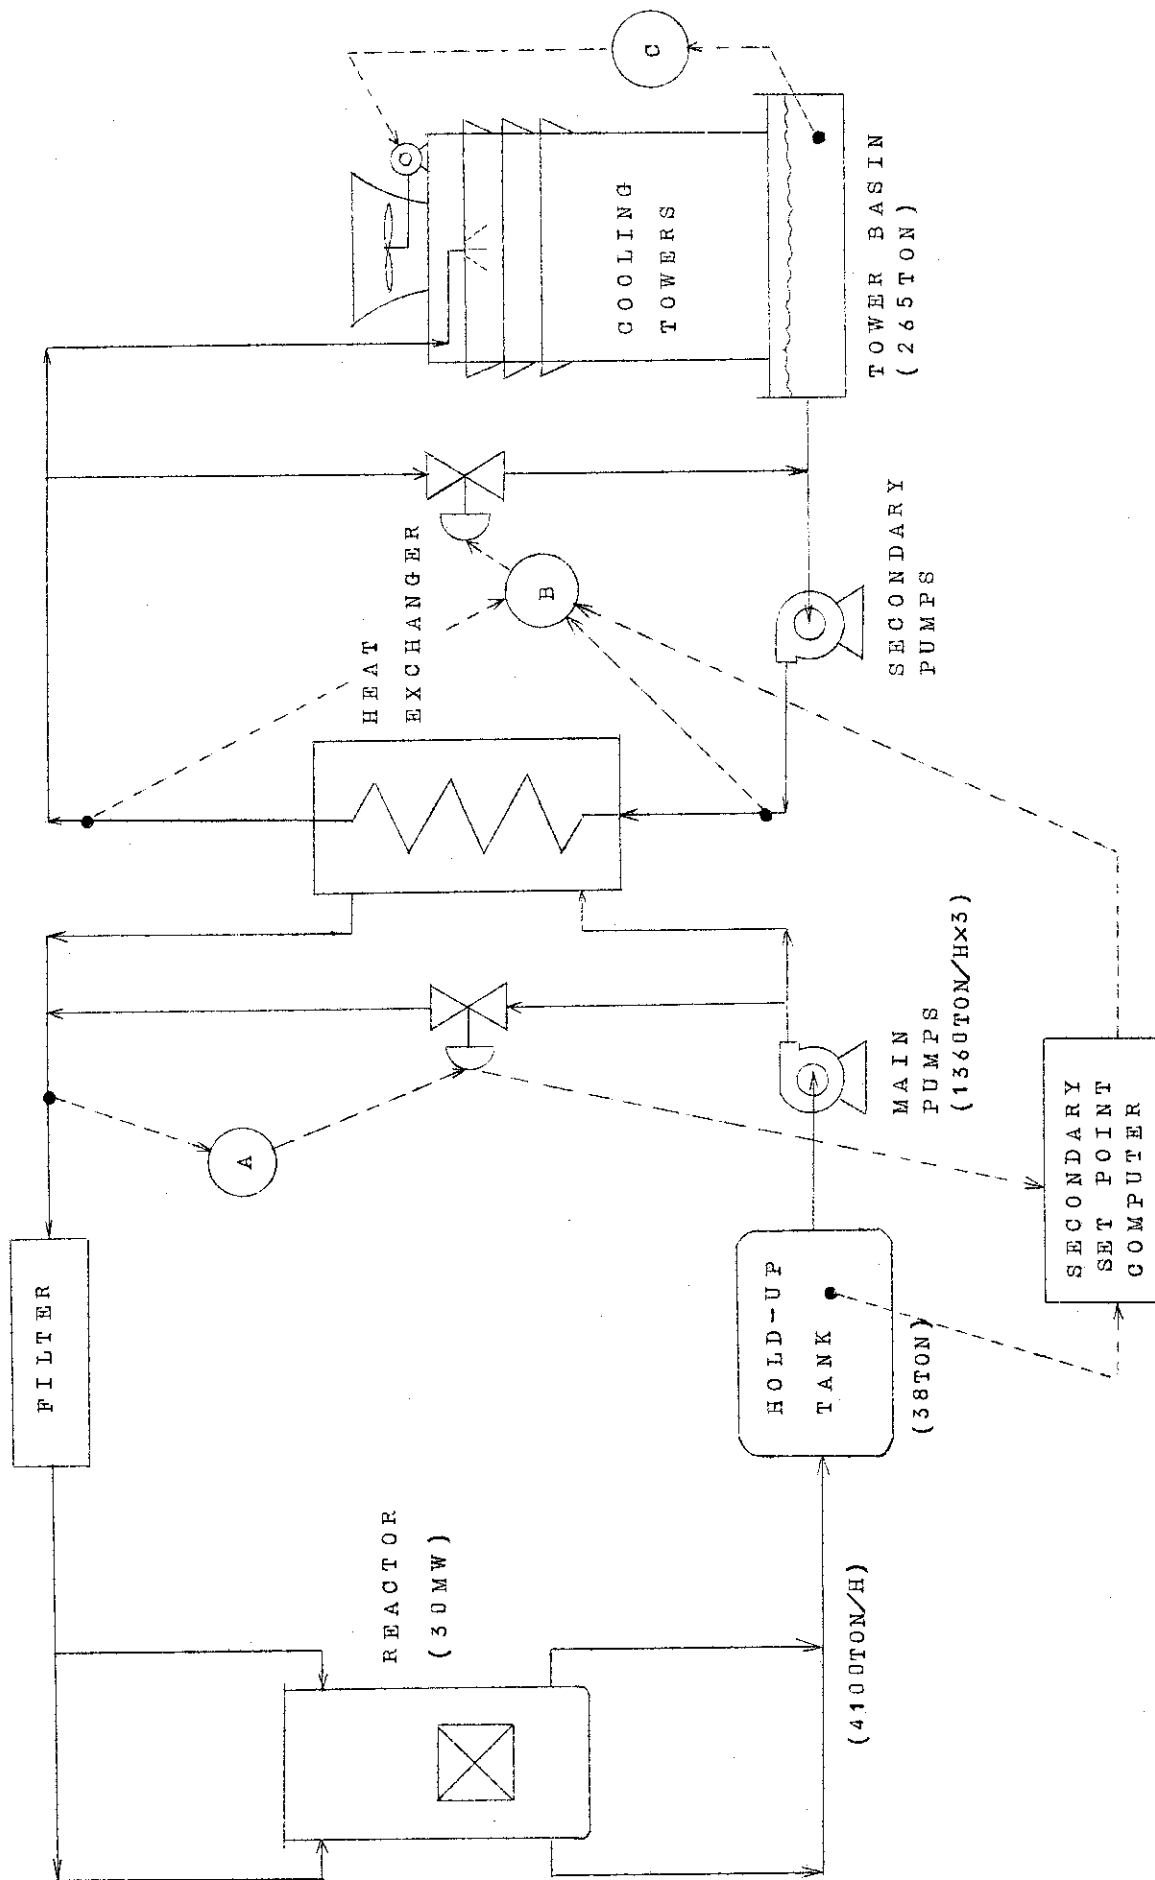 FILTER
REACTOR
(30MW)
(4100TON/H)
HOLD-UP
TANK
(38TON)
A
MAIN
PUMPS
(1360TON/H×3)
SECONDARY
SET POINT
COMPUTER
HEAT
EXCHANGER
B
SECONDARY
PUMPS
COOLING
TOWERS
TOWER BASIN
(265TON)
C